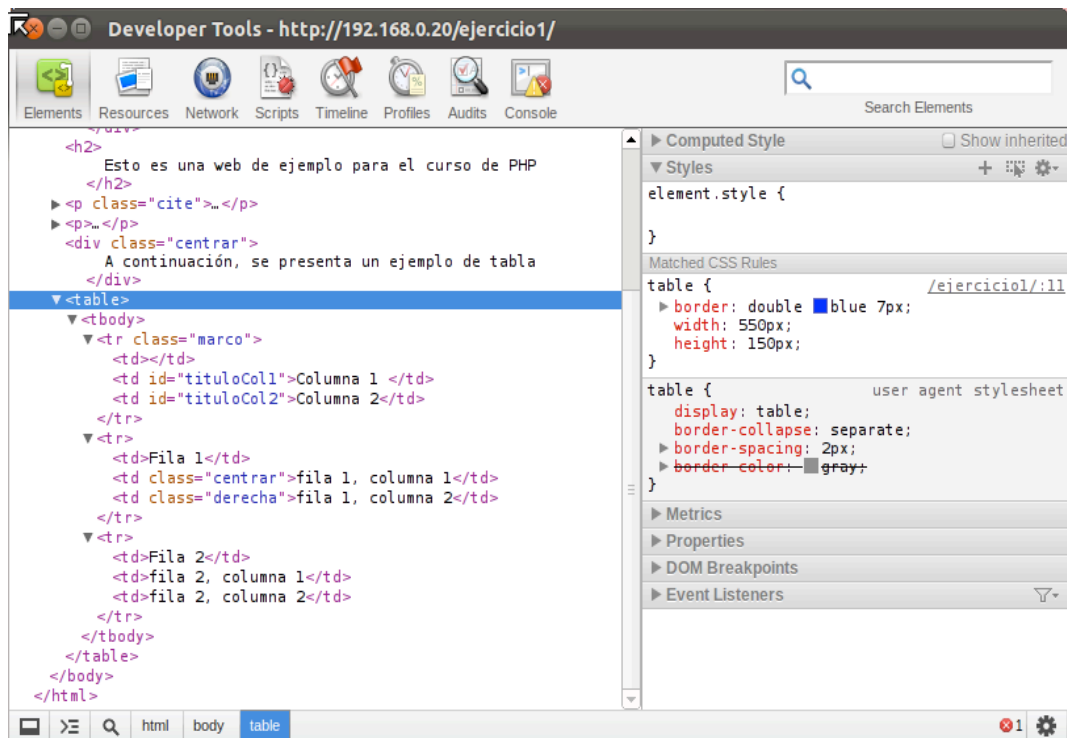 Developer Tools - http://192.168.0.20/ejercicio1/
Elements Resources Network Scripts Timeline Profiles Audits Console
Search Elements
</div>
<h2>
Esto es una web de ejemplo para el curso de PHP
</h2>
▶<p class="cite">…</p>
▶<p>…</p>
<div class="centrar">
A continuación, se presenta un ejemplo de tabla
</div>
▼<table>
▼<tbody>
▼<tr class="marco">
<td></td>
<td id="tituloCol1">Columna 1 </td>
<td id="tituloCol2">Columna 2</td>
</tr>
▼<tr>
<td>Fila 1</td>
<td class="centrar">fila 1, columna 1</td>
<td class="derecha">fila 1, columna 2</td>
</tr>
▼<tr>
<td>Fila 2</td>
<td>fila 2, columna 1</td>
<td>fila 2, columna 2</td>
</tr>
</tbody>
</table>
</body>
</html>
▶ Computed Style Show inherited
▼ Styles
element.style {
}
Matched CSS Rules
table { /ejercicio1/:11
▶ border: double blue 7px;
width: 550px;
height: 150px;
}
table { user agent stylesheet
display: table;
border-collapse: separate;
▶ border-spacing: 2px;
▶ border-color: gray;
}
▶ Metrics
▶ Properties
▶ DOM Breakpoints
▶ Event Listeners
html body table
1